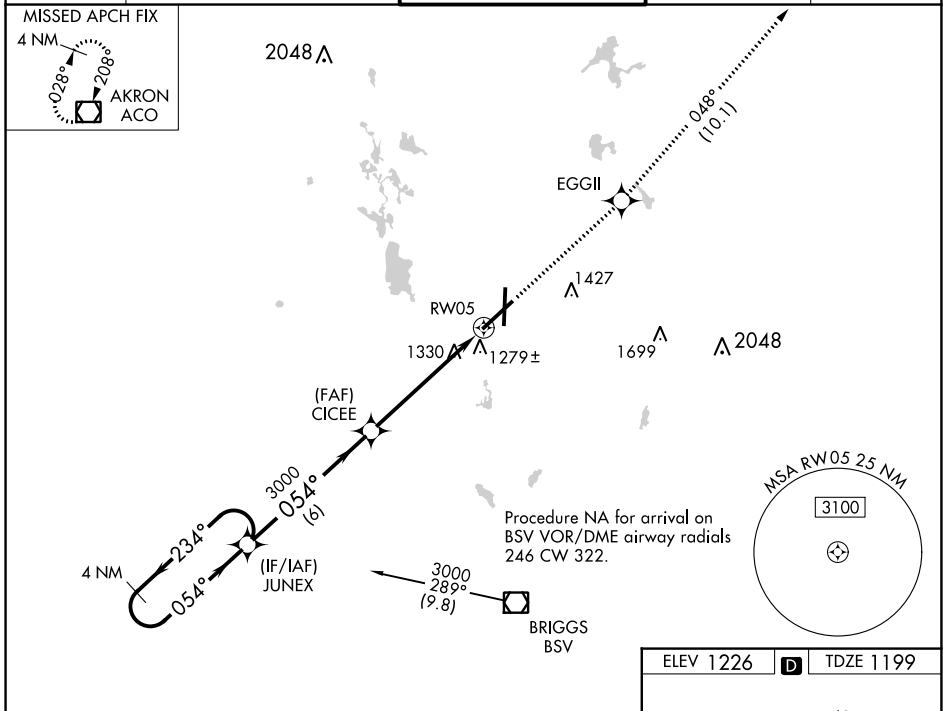 MISSED APCH FIX
4 NM
028°
208°
AKRON
ACO
2048
048°
(10.1)
EGGII
1427
RW05
1330
1279±
1699
2048
(FAF)
CICEE
3000
054°
(6)
MSA RW05 25 NM
3100
Procedure NA for arrival on
BSV VOR/DME airway radials
246 CW 322.
234°
4 NM
054°
(IF/IAF)
JUNEX
3000
289°
(9.8)
BRIGGS
BSV
ELEV 1226 D TDZE 1199